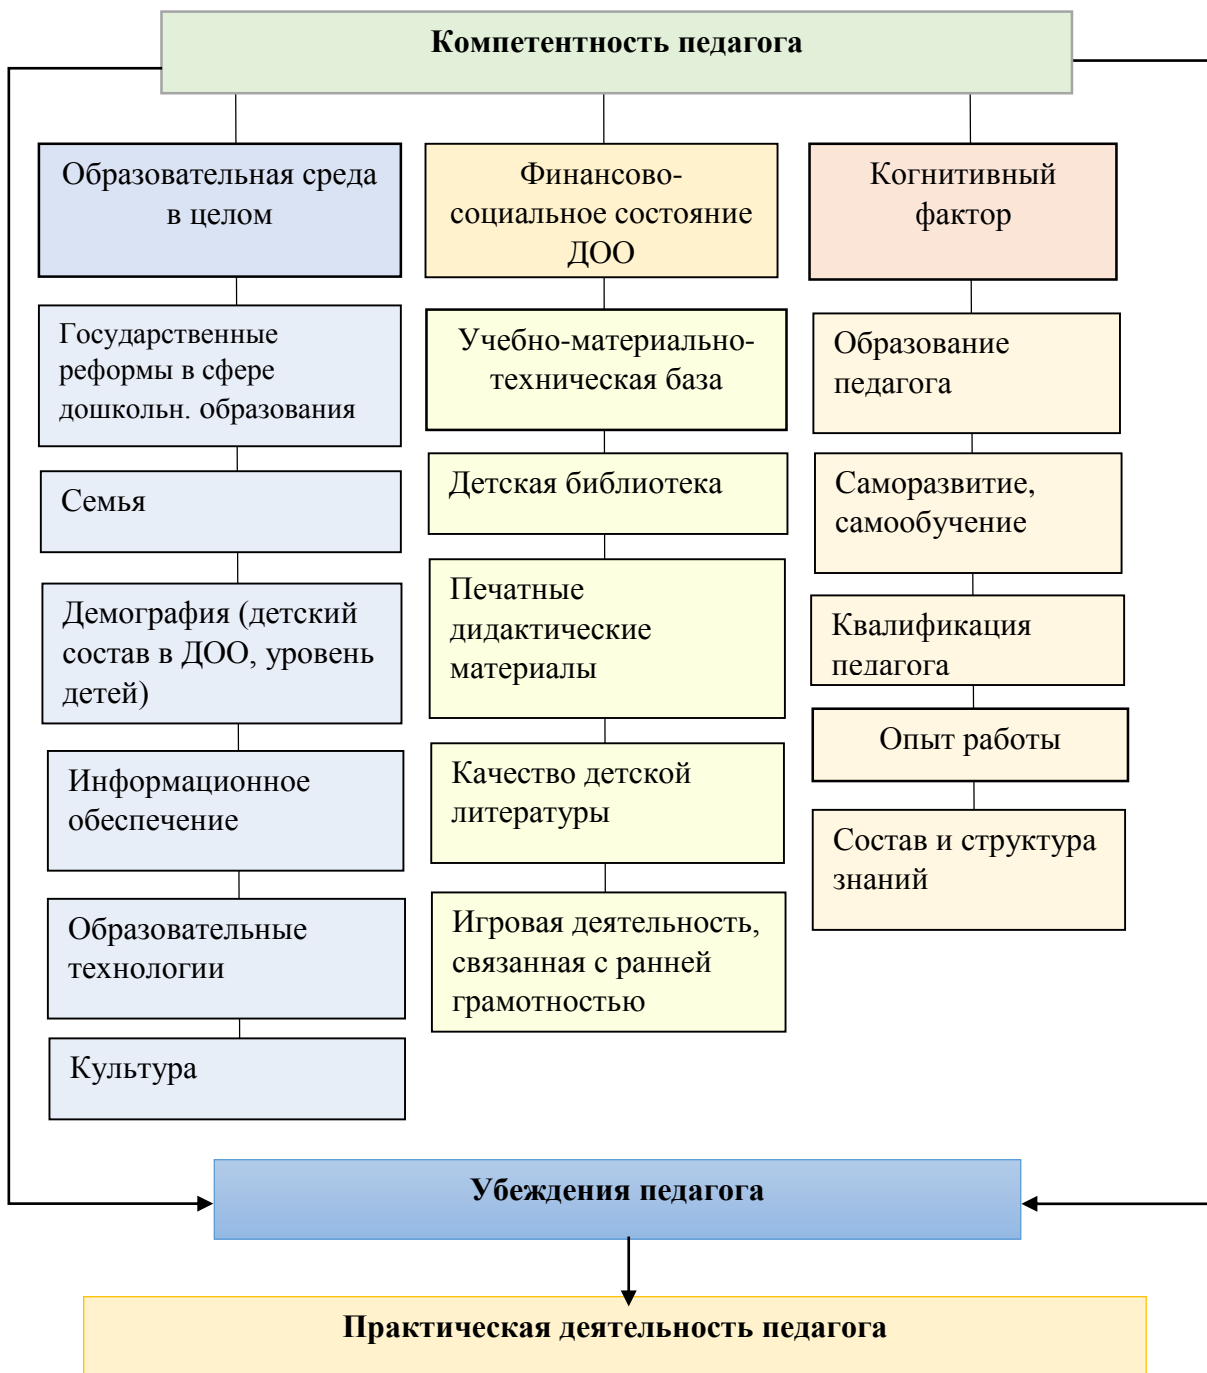 Компетентность педагога
Образовательная среда
в целом
Государственные
реформы в сфере
дошкольн. образования
Семья
Демография (детский
состав в ДОО, уровень
детей)
Информационное
обеспечение
Образовательные
технологии
Культура
Финансово-
социальное состояние
ДОО
Учебно-материально-
техническая база
Детская библиотека
Печатные
дидактические
материалы
Качество детской
литературы
Игровая деятельность,
связанная с ранней
грамотностью
Когнитивный
фактор
Образование
педагога
Саморазвитие,
самообучение
Квалификация
педагога
Опыт работы
Состав и структура
знаний
Убеждения педагога
Практическая деятельность педагога